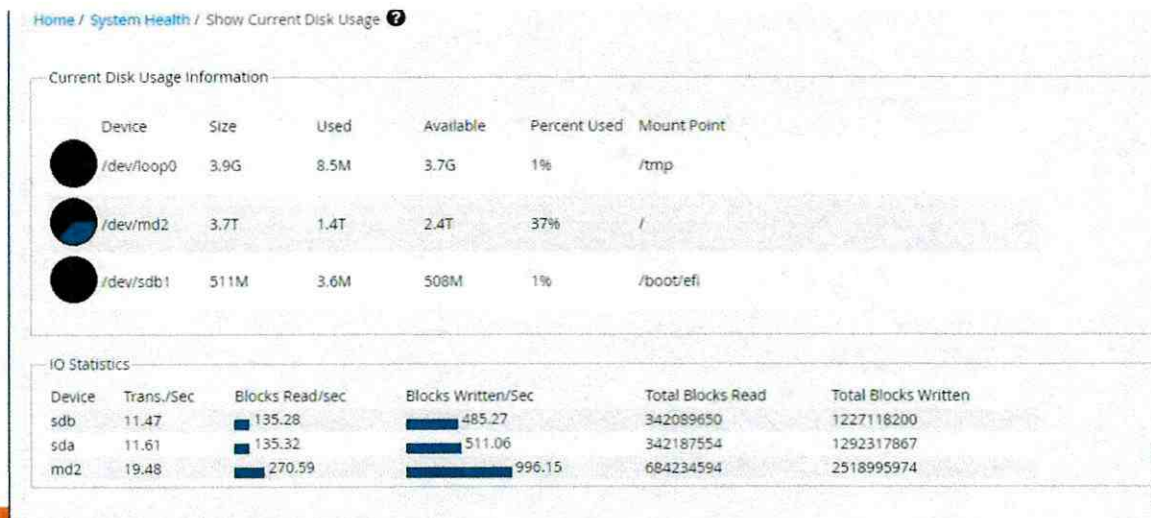 Home / System Health / Show Current Disk Usage ?
Current Disk Usage Information
Device Size Used Available Percent Used Mount Point
/dev/loop0 3.9G 8.5M 3.7G 1% /tmp
/dev/md2 3.7T 1.4T 2.4T 37% /
/dev/sdb1 511M 3.6M 508M 1% /boot/efi
IO Statistics
Device Trans./Sec Blocks Read/sec Blocks Written/Sec Total Blocks Read Total Blocks Written
sdb 11.47 135.28 485.27 342089650 1227118200
sda 11.61 135.32 511.06 342187554 1292317867
md2 19.48 270.59 996.15 684234594 2518995974